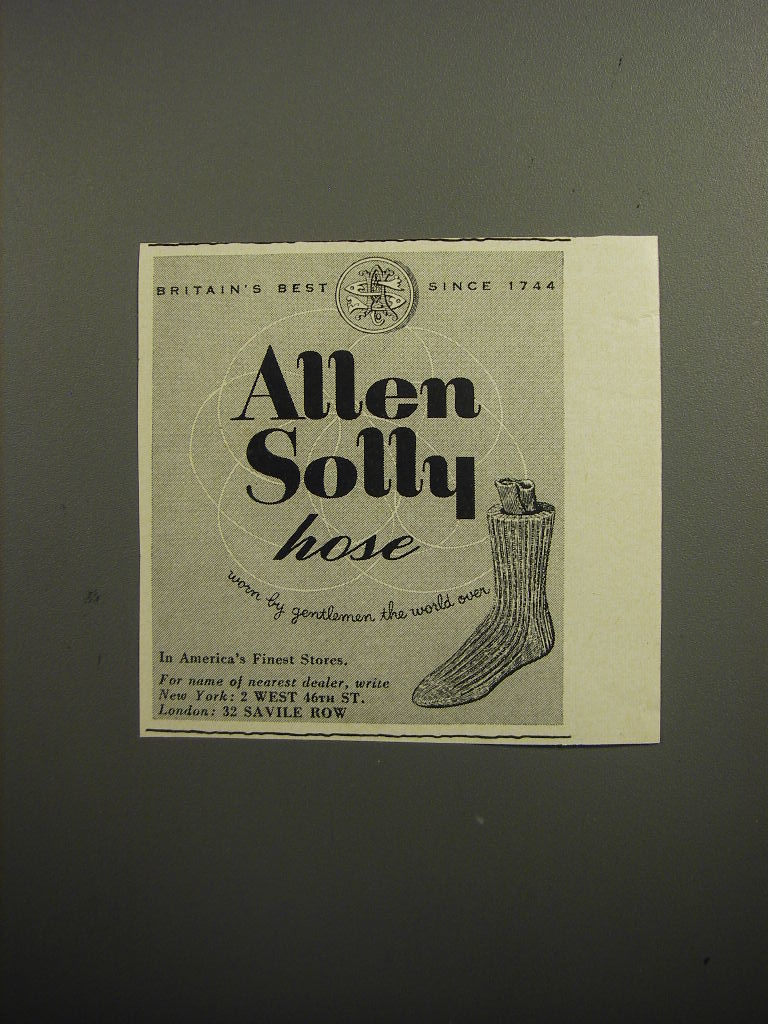 BRITAIN'S BEST SINCE 1744
Allen
Solly
hose
worn by gentlemen the world over
In America's Finest Stores.
For name of nearest dealer, write
New York: 2 WEST 46TH ST.
London: 32 SAVILE ROW